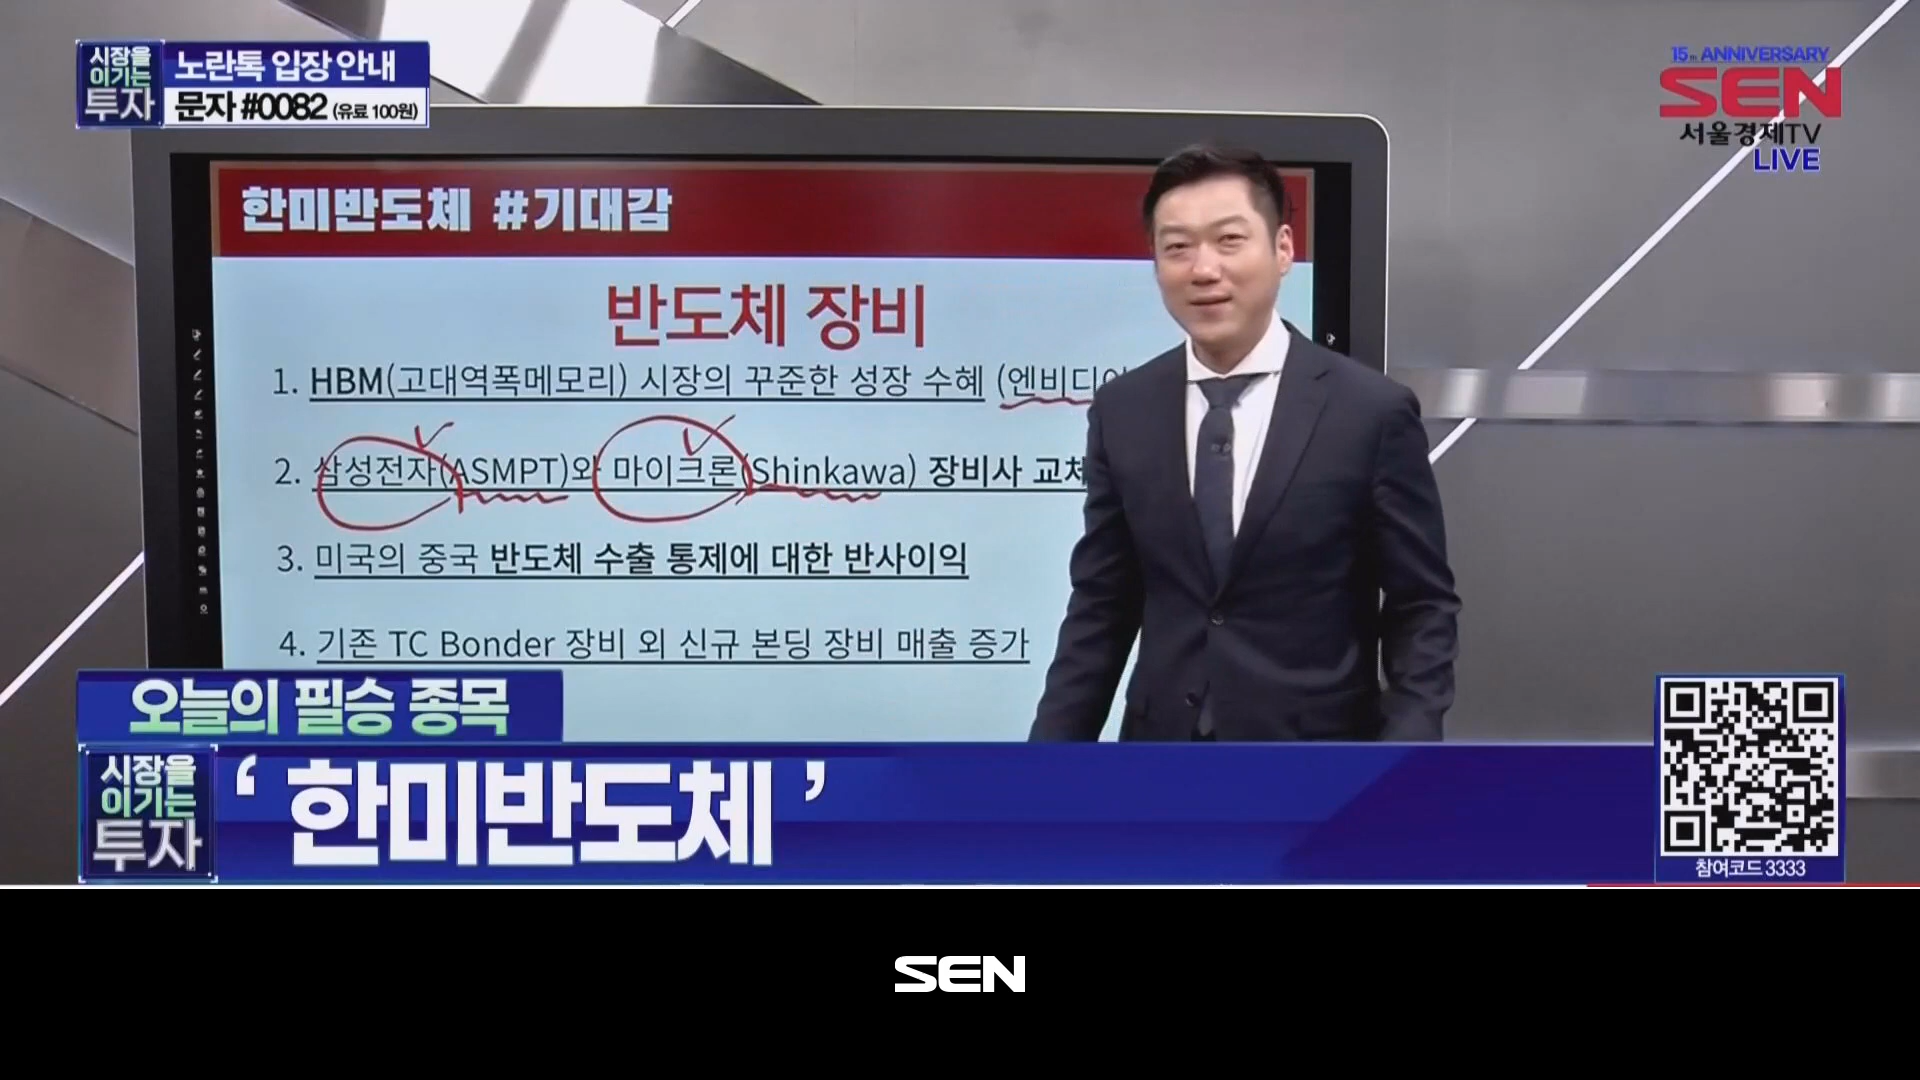 시장을
이기는
투자
노란톡 입장 안내
문자 #0082 (유료 100원)
15th ANNIVERSARY
SEN
서울경제TV
LIVE
한미반도체 #기대감
반도체 장비
1. HBM(고대역폭메모리) 시장의 꾸준한 성장 수혜 (엔비디아
2. 삼성전자(ASMPT)와 마이크론(Shinkawa) 장비사 교체
3. 미국의 중국 반도체 수출 통제에 대한 반사이익
4. 기존 TC Bonder 장비 외 신규 본딩 장비 매출 증가
오늘의 필승 종목
시장을
이기는
투자
‘ 한미반도체 ’
참여코드 3333
SEN